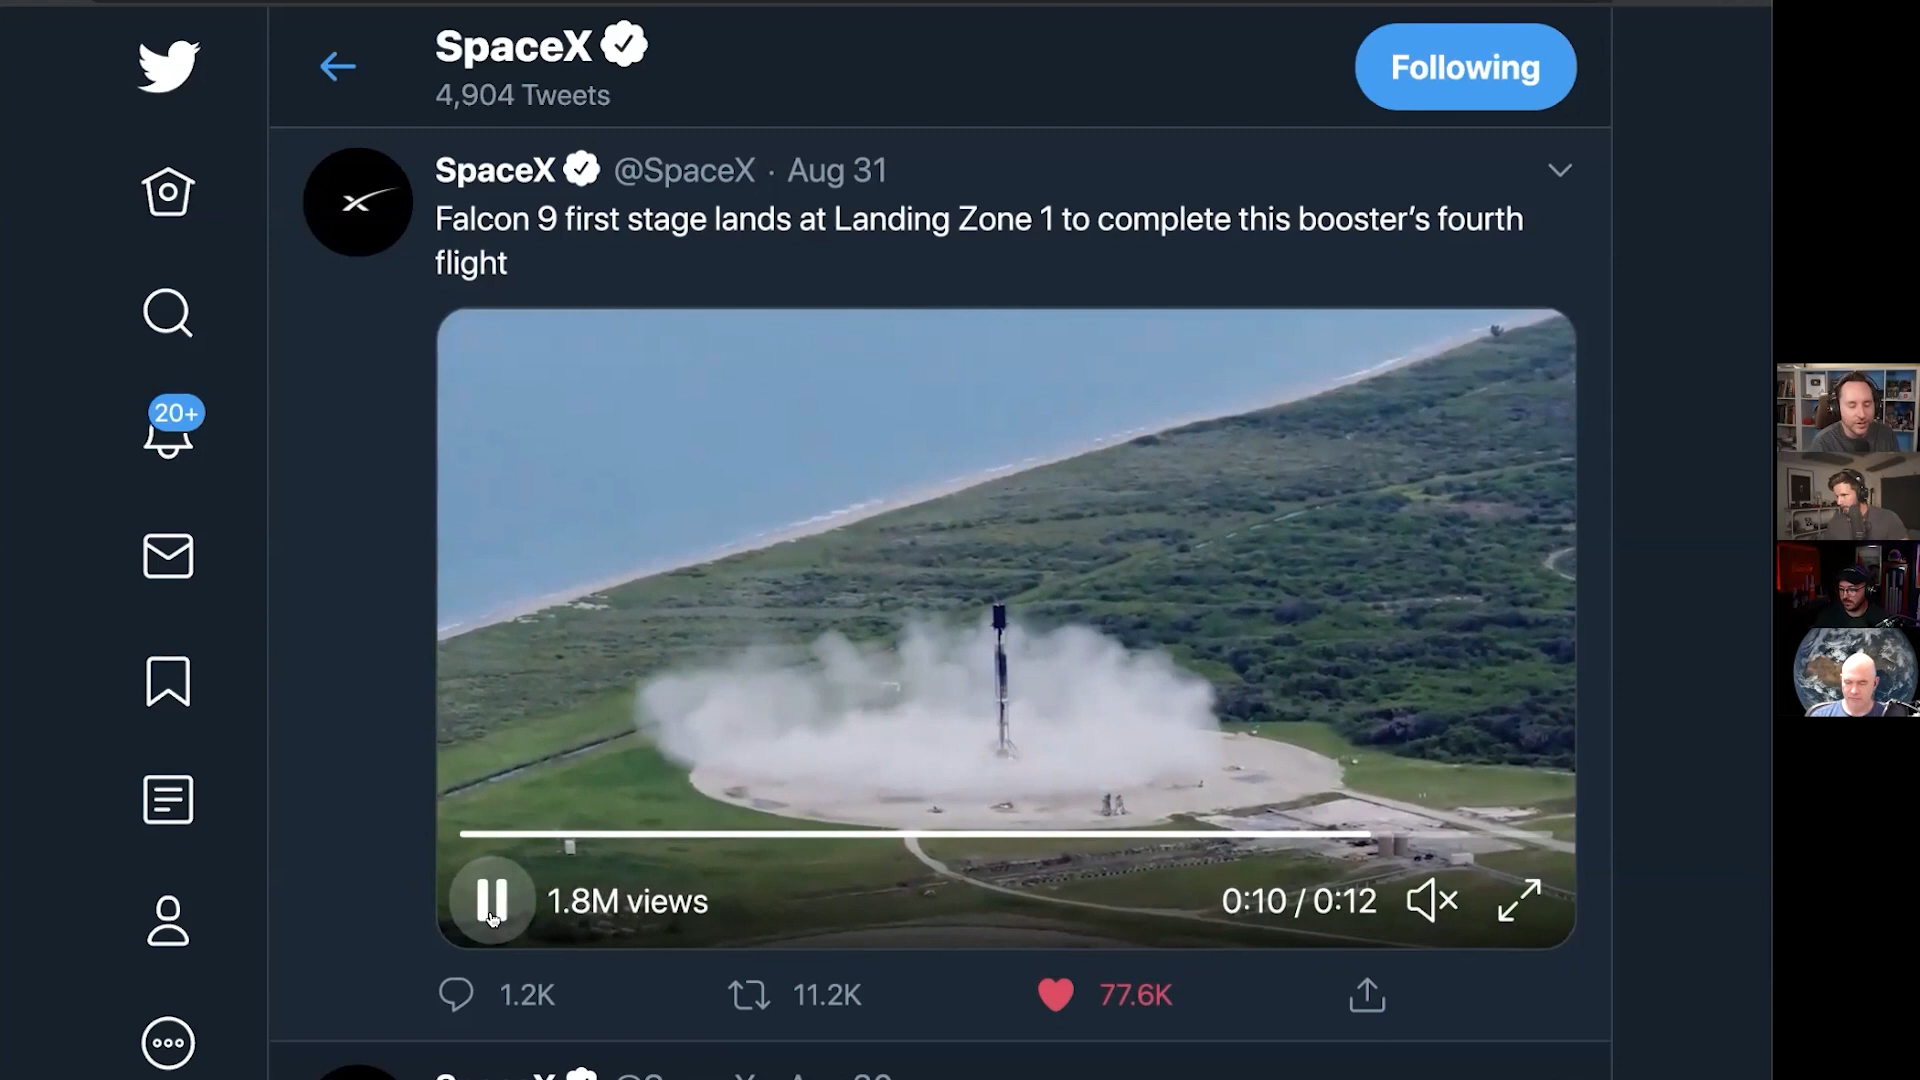 SpaceX
4,904 Tweets
Following
SpaceX @SpaceX · Aug 31
Falcon 9 first stage lands at Landing Zone 1 to complete this booster’s fourth
flight
20+
1.8M views
0:10 / 0:12
1.2K
11.2K
77.6K